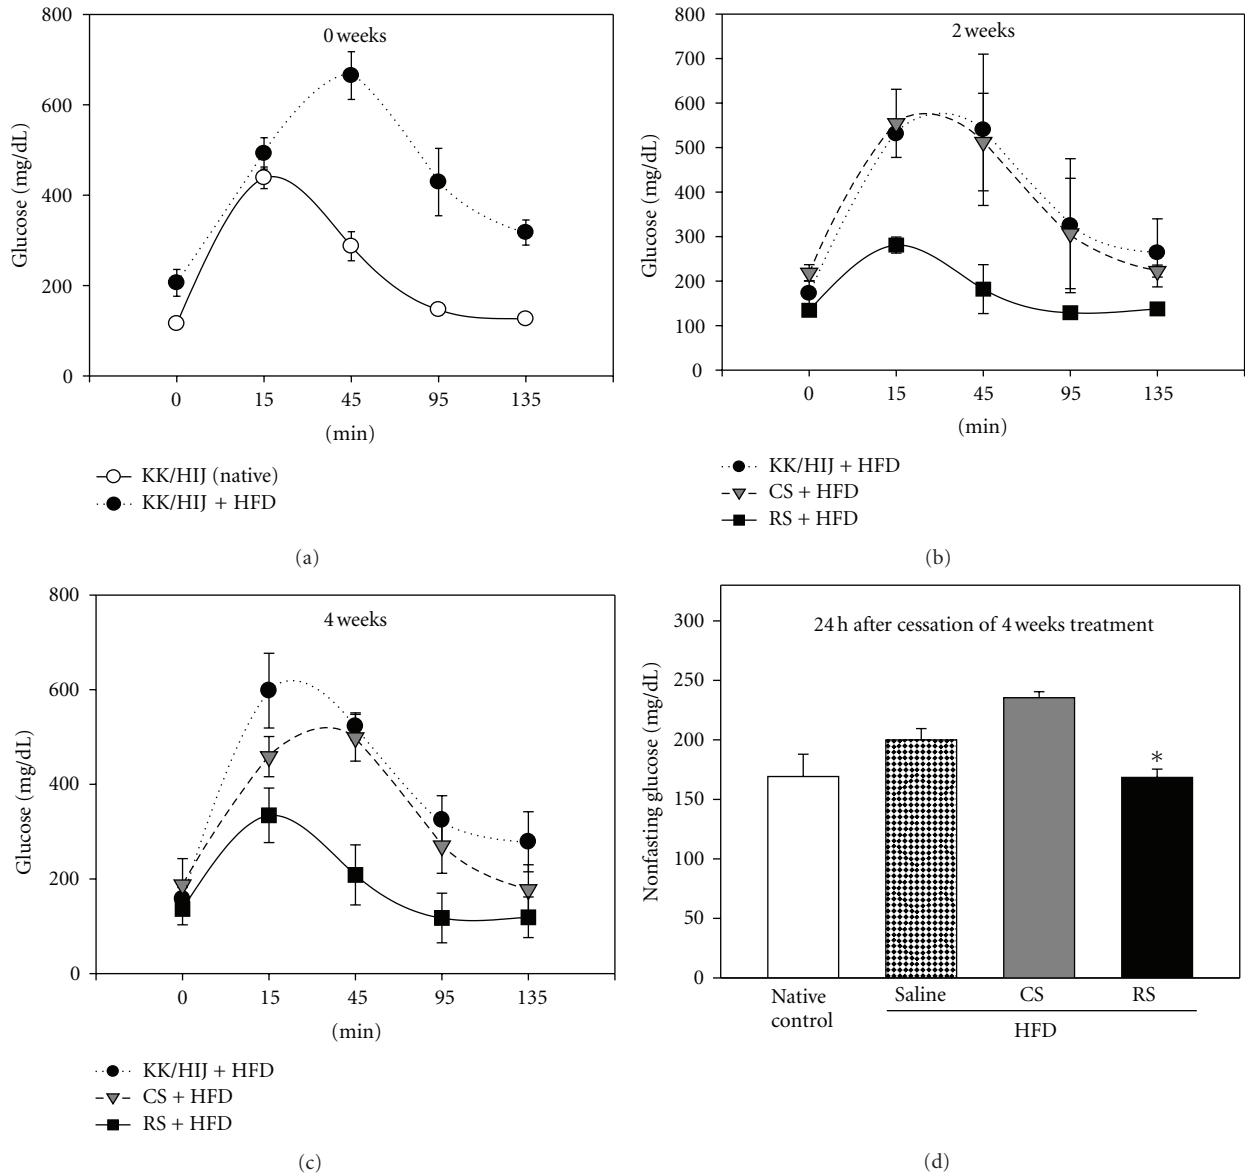 0 weeks
800
600
400
200
0
Glucose (mg/dL)
0 15 45 95 135
(min)
KK/HIJ (native)
KK/HIJ + HFD
(a)
2 weeks
800
700
600
500
400
300
200
100
0
Glucose (mg/dL)
0 15 45 95 135
(min)
KK/HIJ + HFD
CS + HFD
RS + HFD
(b)
4 weeks
800
600
400
200
0
Glucose (mg/dL)
0 15 45 95 135
(min)
KK/HIJ + HFD
CS + HFD
RS + HFD
(c)
24 h after cessation of 4 weeks treatment
300
250
200
150
100
50
0
Nonfasting glucose (mg/dL)
*
Native control
Saline CS RS
HFD
(d)